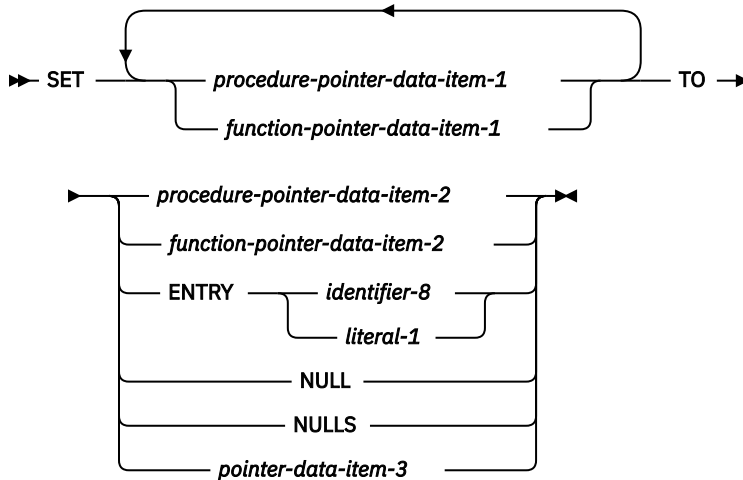 SET procedure-pointer-data-item-1 TO
function-pointer-data-item-1
procedure-pointer-data-item-2
function-pointer-data-item-2
ENTRY identifier-8
literal-1
NULL
NULLS
pointer-data-item-3